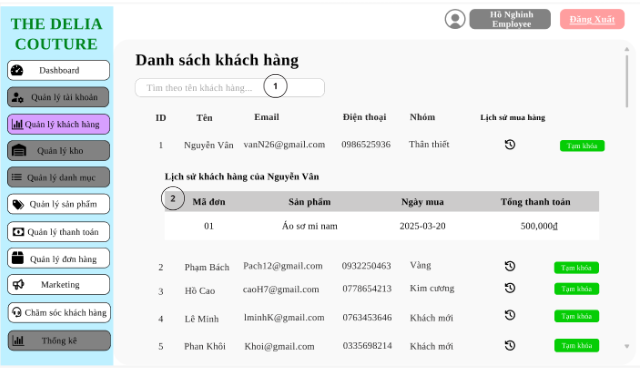 THE DELIA
COUTURE
Dashboard
Quản lý tài khoản
Quản lý khách hàng
Quản lý kho
Quản lý danh mục
Quản lý sản phẩm
Quản lý thanh toán
Quản lý đơn hàng
Marketing
Chăm sóc khách hàng
Thống kê
Hồ Nghinh
Employee
Đăng Xuất
Danh sách khách hàng
Tìm theo tên khách hàng... 1
ID Tên Email Điện thoại Nhóm Lịch sử mua hàng
1 Nguyễn Văn vanN26@gmail.com 0986525936 Thân thiết Tạm khóa
Lịch sử khách hàng của Nguyễn Văn
2 Mã đơn Sản phẩm Ngày mua Tổng thanh toán
01 Áo sơ mi nam 2025-03-20 500,000₫
2 Phạm Bách Pach12@gmail.com 0932250463 Vàng Tạm khóa
3 Hồ Cao caoH7@gmail.com 0778654213 Kim cương Tạm khóa
4 Lê Minh lminhK@gmail.com 0763453646 Khách mới Tạm khóa
5 Phan Khôi Khoi@gmail.com 0335698214 Khách mới Tạm khóa